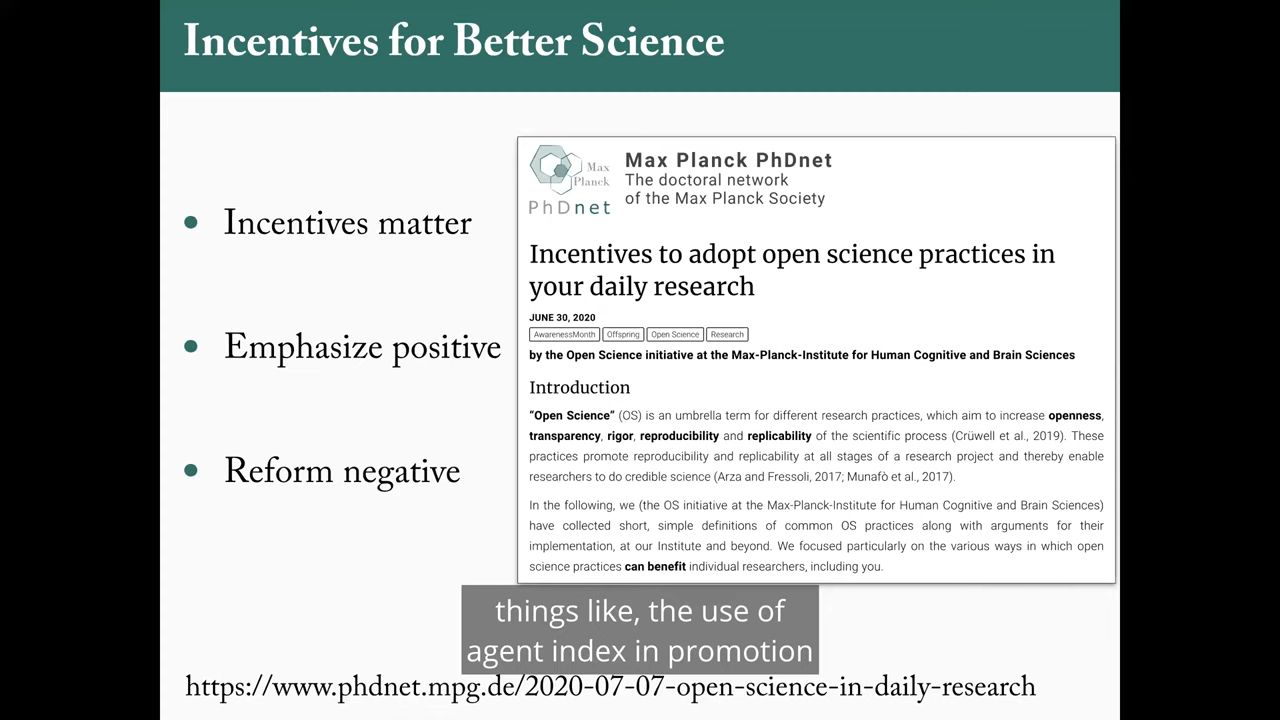 Incentives for Better Science
• Incentives matter
• Emphasize positive
• Reform negative
Max
Planck
PhDnet
Max Planck PhDnet
The doctoral network
of the Max Planck Society
Incentives to adopt open science practices in
your daily research
JUNE 30, 2020
AwarenessMonth Offspring Open Science Research
by the Open Science initiative at the Max-Planck-Institute for Human Cognitive and Brain Sciences
Introduction
“Open Science” (OS) is an umbrella term for different research practices, which aim to increase openness,
transparency, rigor, reproducibility and replicability of the scientific process (Crüwell et al., 2019). These
practices promote reproducibility and replicability at all stages of a research project and thereby enable
researchers to do credible science (Arza and Fressoli, 2017; Munafò et al., 2017).
In the following, we (the OS initiative at the Max-Planck-Institute for Human Cognitive and Brain Sciences)
have collected short, simple definitions of common OS practices along with arguments for their
implementation, at our Institute and beyond. We focused particularly on the various ways in which open
science practices can benefit individual researchers, including you.
things like, the use of
agent index in promotion
https://www.phdnet.mpg.de/2020-07-07-open-science-in-daily-research